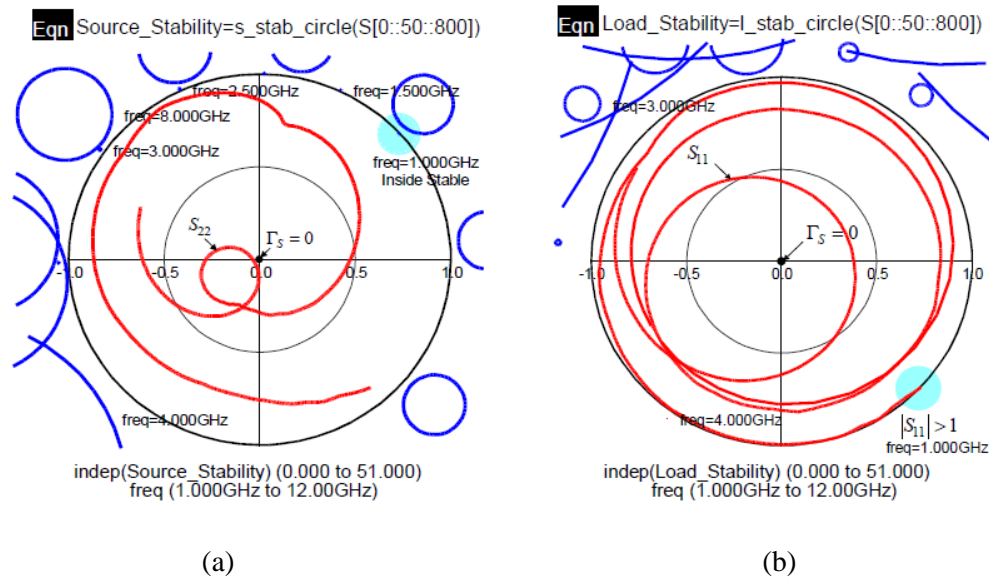 Eqn Source_Stability=s_stab_circle(S[0::50::800])
freq=2.500GHz
freq=1.500GHz
freq=8.000GHz
freq=3.000GHz
freq=1.000GHz
Inside Stable
S22
ΓS = 0
-1.0 -0.5 0.0 0.5 1.0
freq=4.000GHz
indep(Source_Stability) (0.000 to 51.000)
freq (1.000GHz to 12.00GHz)
(a)
Eqn Load_Stability=l_stab_circle(S[0::50::800])
freq=3.000GHz
S11
ΓS = 0
-1.0 -0.5 0.0 0.5 1.0
freq=4.000GHz
|S11| > 1
freq=1.000GHz
indep(Load_Stability) (0.000 to 51.000)
freq (1.000GHz to 12.00GHz)
(b)